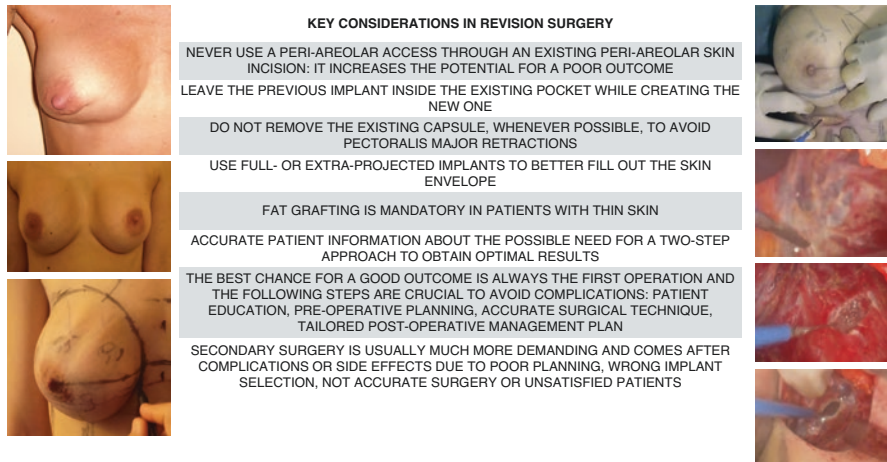 KEY CONSIDERATIONS IN REVISION SURGERY
NEVER USE A PERI-AREOLAR ACCESS THROUGH AN EXISTING PERI-AREOLAR SKIN
INCISION: IT INCREASES THE POTENTIAL FOR A POOR OUTCOME
LEAVE THE PREVIOUS IMPLANT INSIDE THE EXISTING POCKET WHILE CREATING THE
NEW ONE
DO NOT REMOVE THE EXISTING CAPSULE, WHENEVER POSSIBLE, TO AVOID
PECTORALIS MAJOR RETRACTIONS
USE FULL- OR EXTRA-PROJECTED IMPLANTS TO BETTER FILL OUT THE SKIN
ENVELOPE
FAT GRAFTING IS MANDATORY IN PATIENTS WITH THIN SKIN
ACCURATE PATIENT INFORMATION ABOUT THE POSSIBLE NEED FOR A TWO-STEP
APPROACH TO OBTAIN OPTIMAL RESULTS
THE BEST CHANCE FOR A GOOD OUTCOME IS ALWAYS THE FIRST OPERATION AND
THE FOLLOWING STEPS ARE CRUCIAL TO AVOID COMPLICATIONS: PATIENT
EDUCATION, PRE-OPERATIVE PLANNING, ACCURATE SURGICAL TECHNIQUE,
TAILORED POST-OPERATIVE MANAGEMENT PLAN
SECONDARY SURGERY IS USUALLY MUCH MORE DEMANDING AND COMES AFTER
COMPLICATIONS OR SIDE EFFECTS DUE TO POOR PLANNING, WRONG IMPLANT
SELECTION, NOT ACCURATE SURGERY OR UNSATISFIED PATIENTS